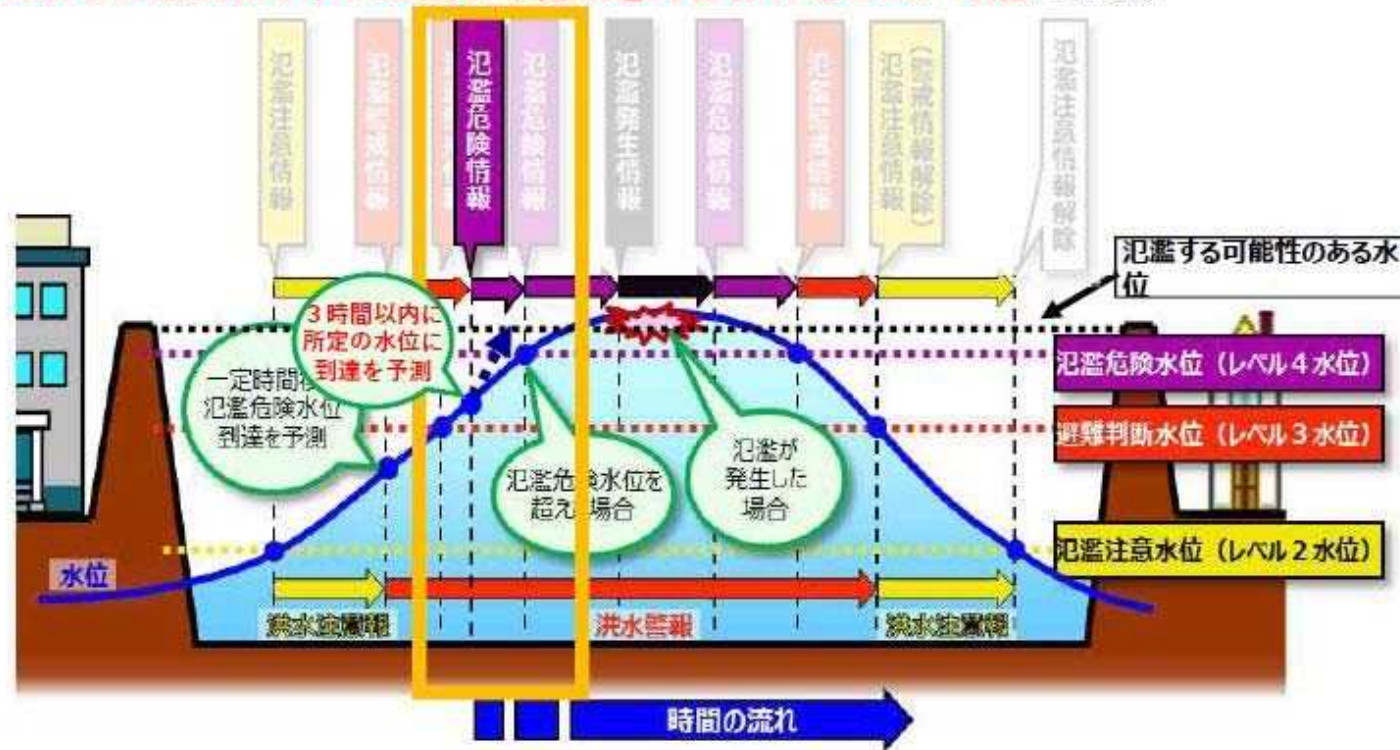 氾濫注意情報
氾濫警戒情報
氾濫危険情報
氾濫危険情報
氾濫発生情報
氾濫危険情報
氾濫警戒情報
氾濫注意情報
(警戒情報解除)
氾濫注意情報解除
氾濫する可能性のある水
位
3時間以内に
所定の水位に
到達を予測
一定時間後
氾濫危険水位
到達を予測
氾濫危険水位を
超えた場合
氾濫が
発生した
場合
氾濫危険水位(レベル4水位)
避難判断水位(レベル3水位)
氾濫注意水位(レベル2水位)
水位
洪水注意報
洪水警報
洪水注意報
時間の流れ